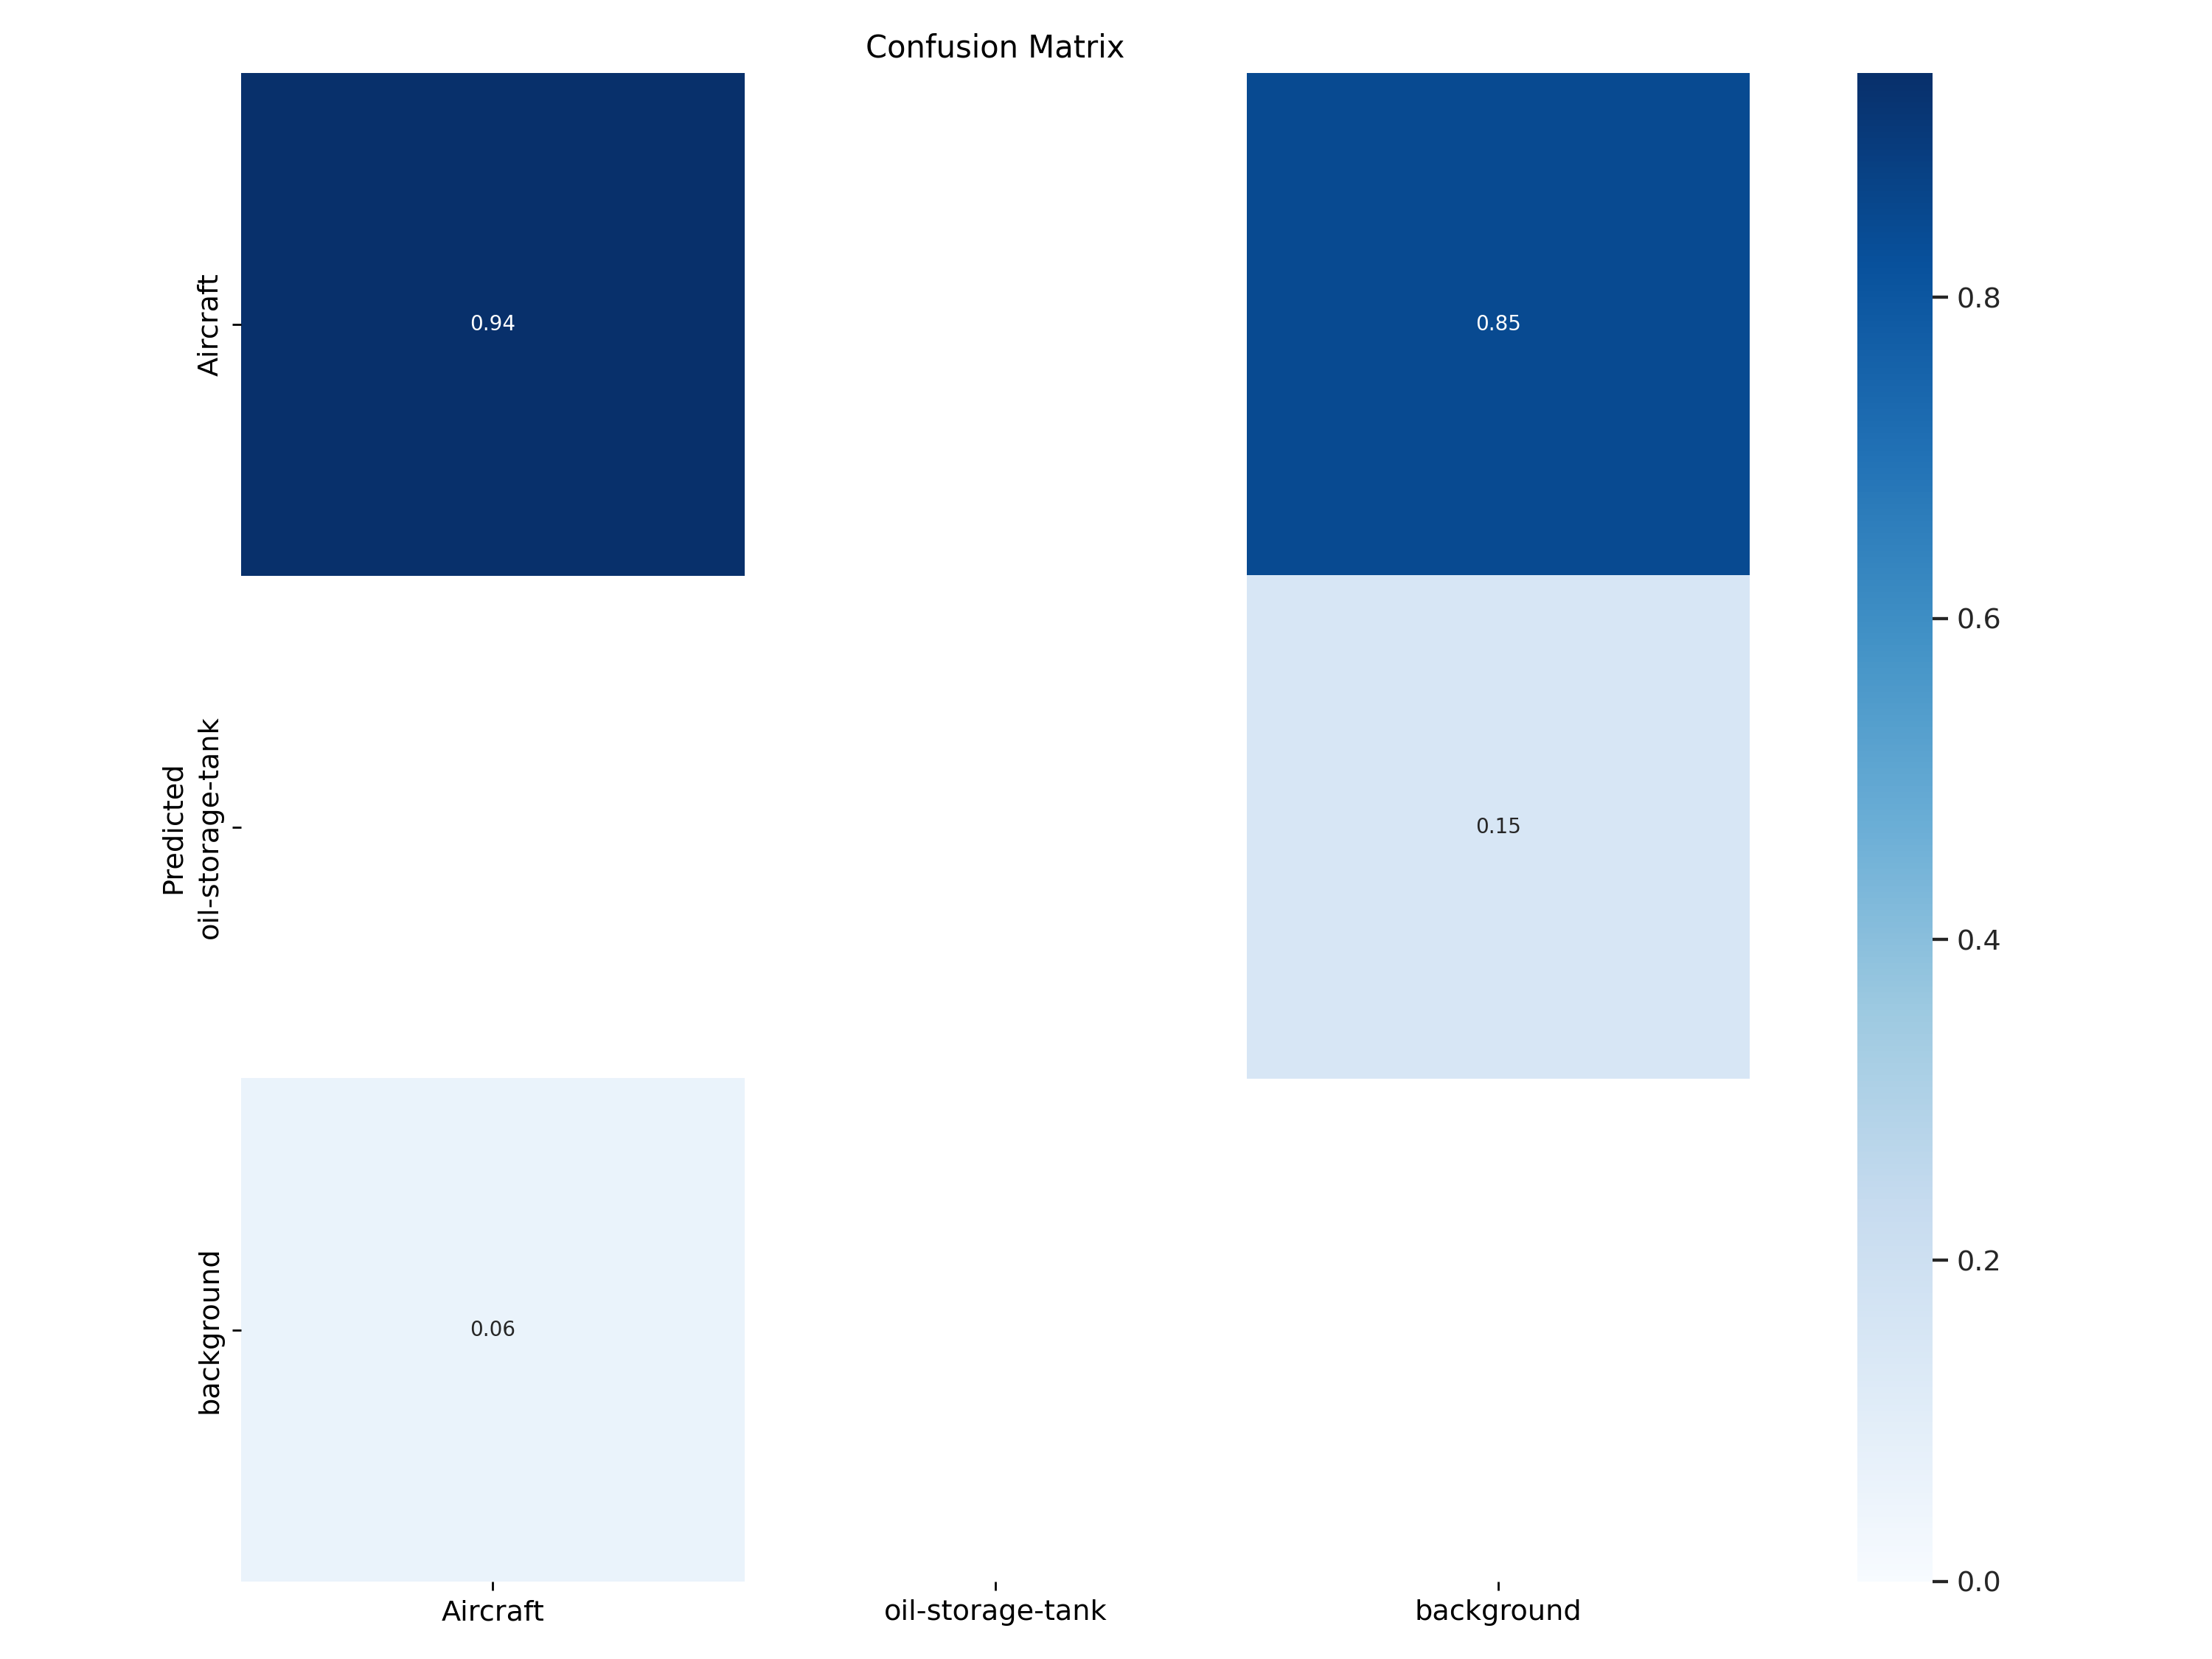 Confusion Matrix
Aircraft
0.94
0.85
0.8
0.6
Predicted
oil-storage-tank
0.15
0.4
0.2
background
0.06
0.0
Aircraft
oil-storage-tank
background